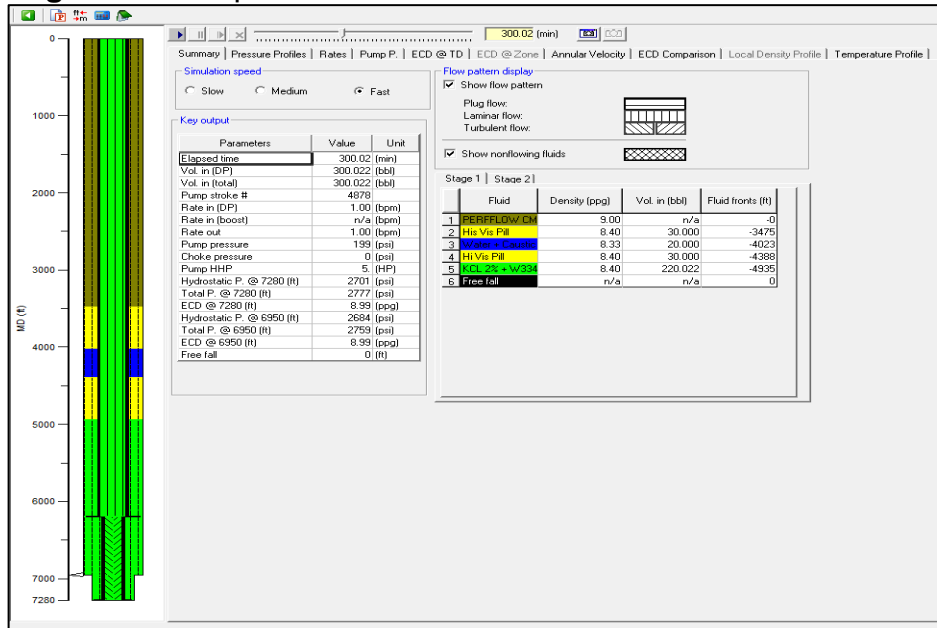 300.02 (min)
Summary | Pressure Profiles | Rates | Pump P. | ECD @ TD | ECD @ Zone | Annular Velocity | ECD Comparison | Local Density Profile | Temperature Profile |
Simulation speed
Slow Medium Fast
Key output
Parameters Value Unit
Elapsed time 300.02 (min)
Vol. in (DP) 300.022 (bbl)
Vol. in (total) 300.022 (bbl)
Pump stroke # 4878
Rate in (DP) 1.00 (bpm)
Rate in (boost) n/a (bpm)
Rate out 1.00 (bpm)
Pump pressure 199 (psi)
Choke pressure 0 (psi)
Pump HHP 5. (HP)
Hydrostatic P. @ 7280 (ft) 2701 (psi)
Total P. @ 7280 (ft) 2777 (psi)
ECD @ 7280 (ft) 8.99 (ppg)
Hydrostatic P. @ 6950 (ft) 2684 (psi)
Total P. @ 6950 (ft) 2759 (psi)
ECD @ 6950 (ft) 8.99 (ppg)
Free fall 0 (ft)
Flow pattern display
Show flow pattern
Plug flow:
Laminar flow:
Turbulent flow:
Show nonflowing fluids
Stage 1 | Stage 2
Fluid Density (ppg) Vol. in (bbl) Fluid fronts (ft)
1 PERFFLOW CM 9.00 n/a -0
2 His Vis Pill 8.40 30.000 -3475
3 Water + 8.33 20.000 -4023
4 Hi Vis Pill 8.40 30.000 -4388
5 KCL 2% + W334 8.40 220.022 -4935
6 Free fall n/a n/a 0
MD (ft)
0
1000
2000
3000
4000
5000
6000
7000
7280